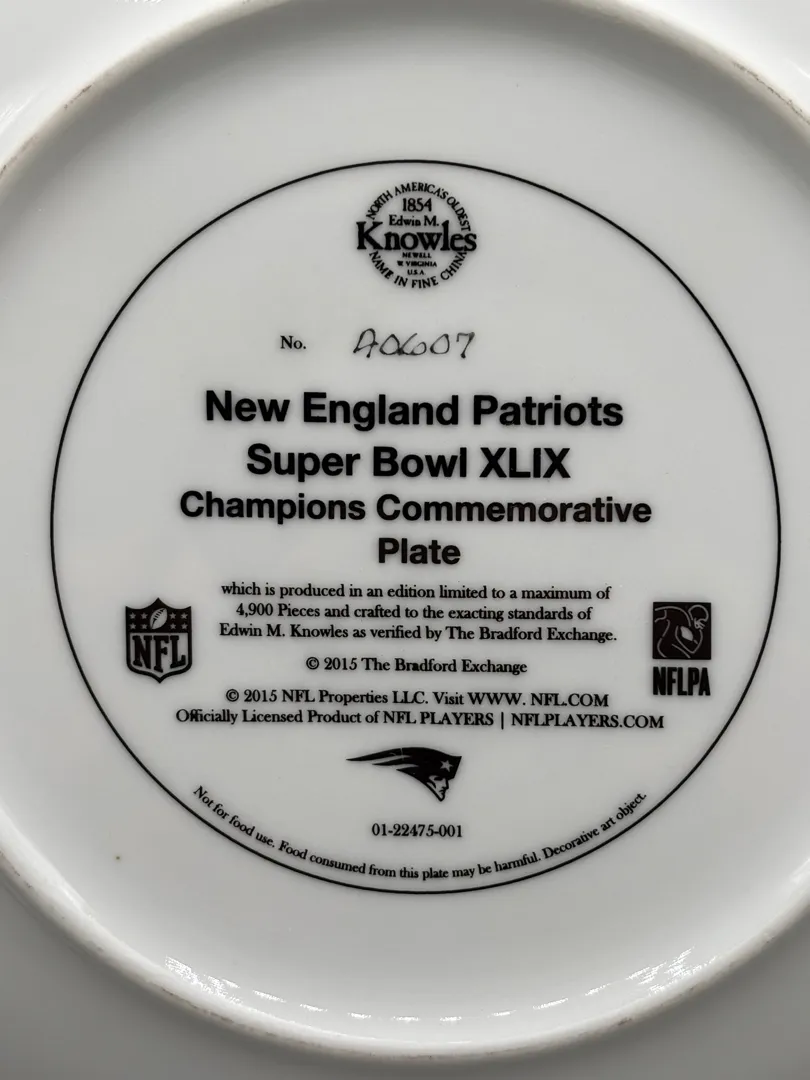 NORTH AMERICA'S OLDEST
1854
Edwin M.
Knowles
NEWELL
W VIRGINIA
U.S.A
NAME IN FINE CHINA
No. A0607
New England Patriots
Super Bowl XLIX
Champions Commemorative
Plate
which is produced in an edition limited to a maximum of
4,900 Pieces and crafted to the exacting standards of
Edwin M. Knowles as verified by The Bradford Exchange.
© 2015 The Bradford Exchange
NFL
NFLPA
© 2015 NFL Properties LLC. Visit WWW. NFL.COM
Officially Licensed Product of NFL PLAYERS | NFLPLAYERS.COM
01-22475-001
Not for food use. Food consumed from this plate may be harmful. Decorative art object.